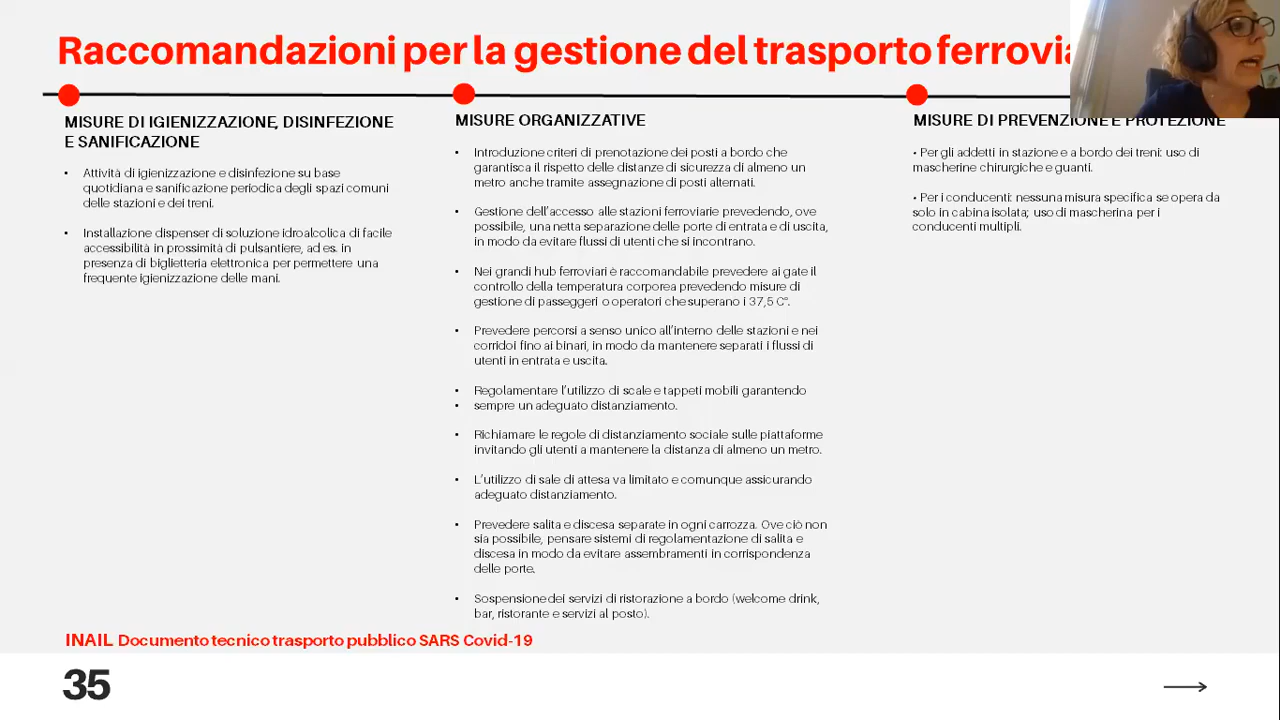 Raccomandazioni per la gestione del trasporto
MISURE DI IGIENIZZAZIONE, DISINFEZIONE
E SANIFICAZIONE
• Attività di igienizzazione e disinfezione su base
quotidiana e sanificazione periodica degli spazi comuni
delle stazioni e dei treni.
• Installazione dispenser di soluzione idroalcolica di facile
accessibilità in prossimità di pulsantiere, ad es. in
presenza di biglietteria elettronica per permettere una
frequente igienizzazione delle mani.
MISURE ORGANIZZATIVE
• Introduzione criteri di prenotazione dei posti a bordo che
garantisca il rispetto delle distanze di sicurezza di almeno un
metro anche tramite assegnazione di posti alternati.
• Gestione dell'accesso alle stazioni ferroviarie prevedendo, ove
possibile, una netta separazione delle porte di entrata e di uscita,
in modo da evitare flussi di utenti che si incontrano.
• Nei grandi hub ferroviari è raccomandabile prevedere ai gate il
controllo della temperatura corporea prevedendo misure di
gestione di passeggeri o operatori che superano i 37,5 C°.
• Prevedere percorsi a senso unico all'interno delle stazioni e nei
corridoi fino ai binari, in modo da mantenere separati i flussi di
utenti in entrata e uscita.
• Regolamentare l'utilizzo di scale e tappeti mobili garantendo
• sempre un adeguato distanziamento.
• Richiamare le regole di distanziamento sociale sulle piattaforme
invitando gli utenti a mantenere la distanza di almeno un metro.
• L'utilizzo di sale di attesa va limitato e comunque assicurando
adeguato distanziamento.
• Prevedere salita e discesa separate in ogni carrozza. Ove ciò non
sia possibile, pensare sistemi di regolamentazione di salita e
discesa in modo da evitare assembramenti in corrispondenza
delle porte.
• Sospensione dei servizi di ristorazione a bordo (welcome drink,
bar, ristorante e servizi al posto).
MISURE DI PREVENZIONE E PROTEZIONE
• Per gli addetti in stazione e a bordo dei treni: uso di
mascherine chirurgiche e guanti.
• Per i conducenti: nessuna misura specifica se opera da
solo in cabina isolata; uso di mascherina per i
conducenti multipli.
INAIL Documento tecnico trasporto pubblico SARS Covid-19
35